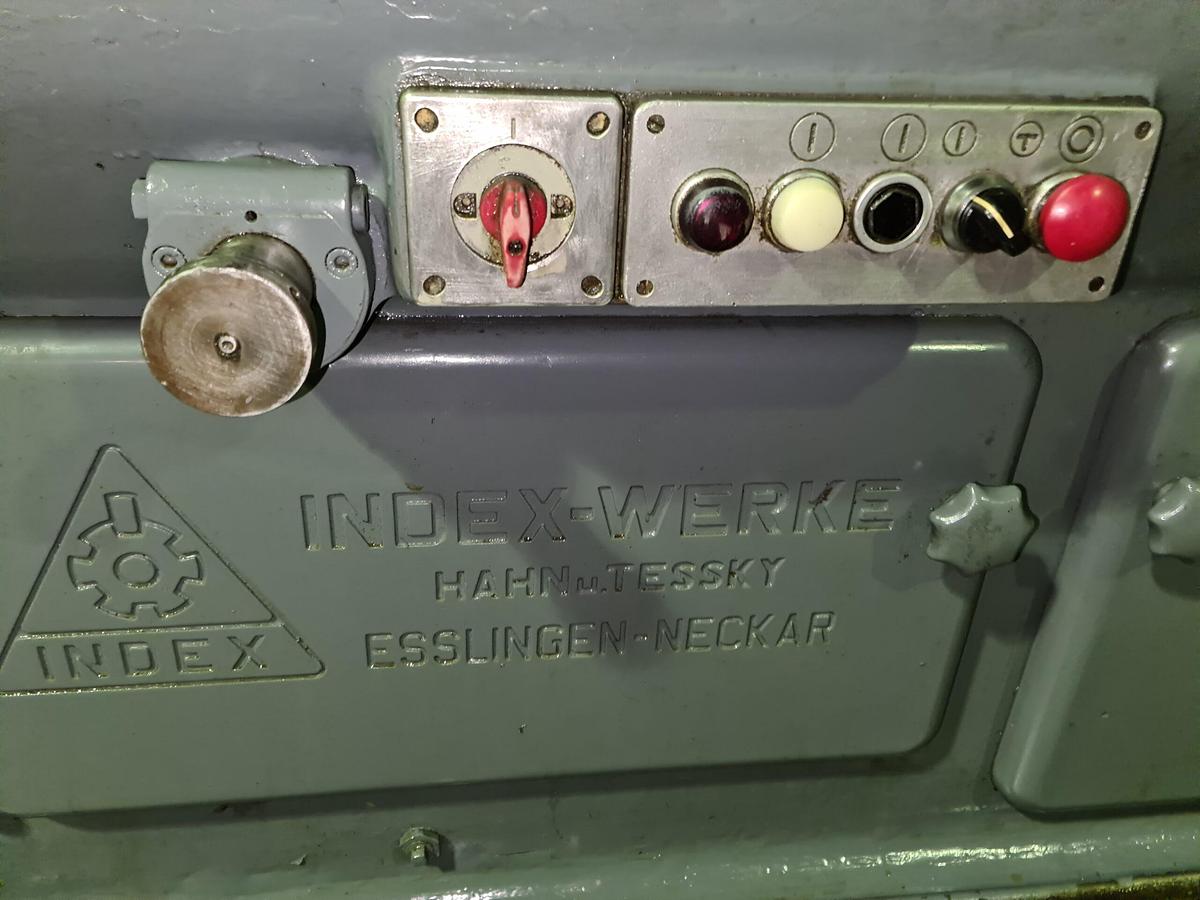 INDEX-WERKE
HAHN u. TESSKY
ESSLINGEN-NECKAR
INDEX